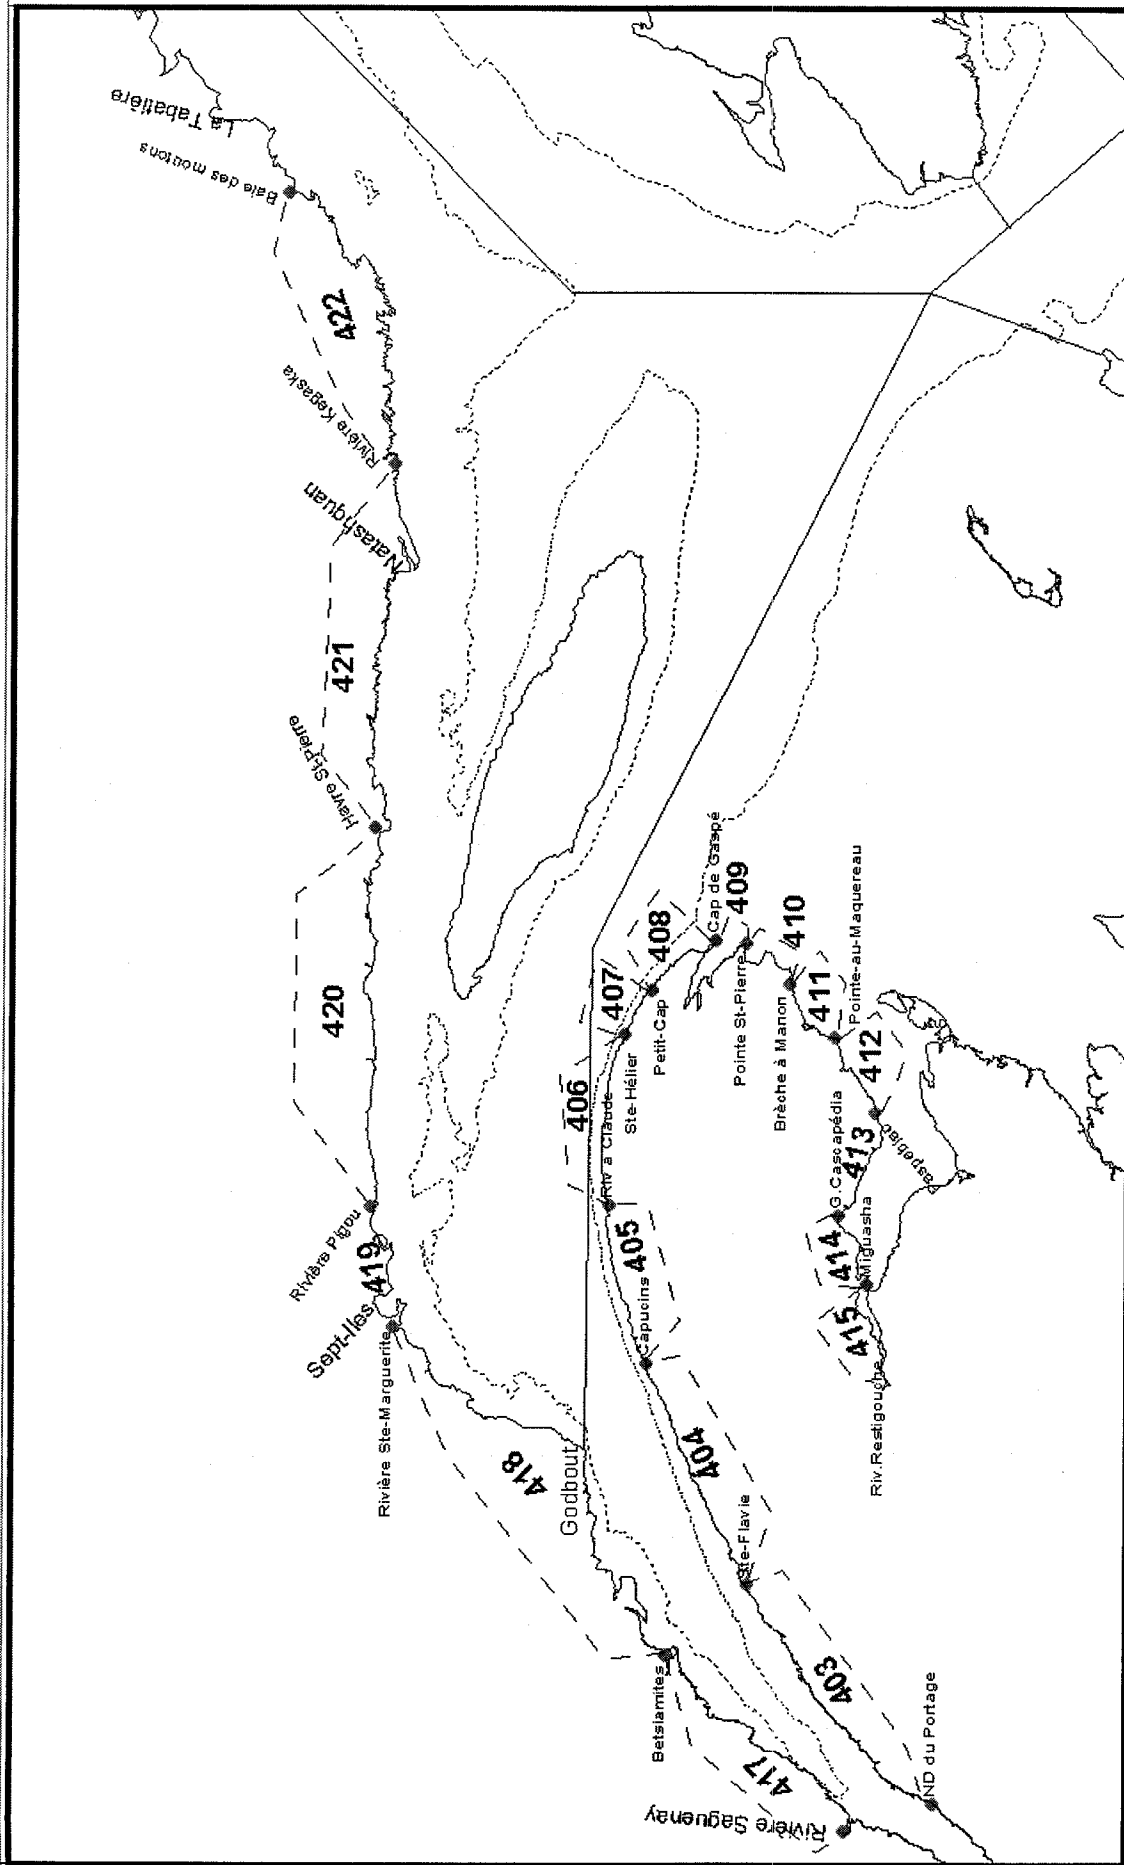 La Tabatière
Baie des moutons
422
Rivière Kegaska
Natashquan
421
Havre St-Pierre
420
Rivière Pigou
419
Sept-Iles
Rivière Ste-Marguerite
418
Godbout
Betsiamites
417
Rivière Saguenay
ND du Portage
403
Ste-Flavie
404
Capucins
405
Riv à Claude
406
Ste-Hélier
407
Petit-Cap
408
Cap de Gaspé
409
Pointe St-Pierre
410
Brèche à Manon
411
Pointe-au-Maquereau
412
Paspébiac
413
G.Cascapédia
414
Miguasha
415
Riv.Restigouche